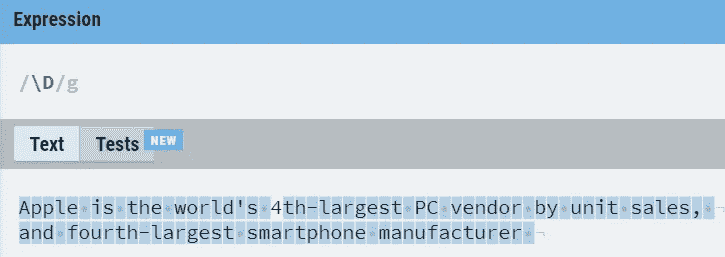 Expression
/\D/g
Text Tests NEW
Apple is the world's 4th-largest PC vendor by unit sales,
and fourth-largest smartphone manufacturer